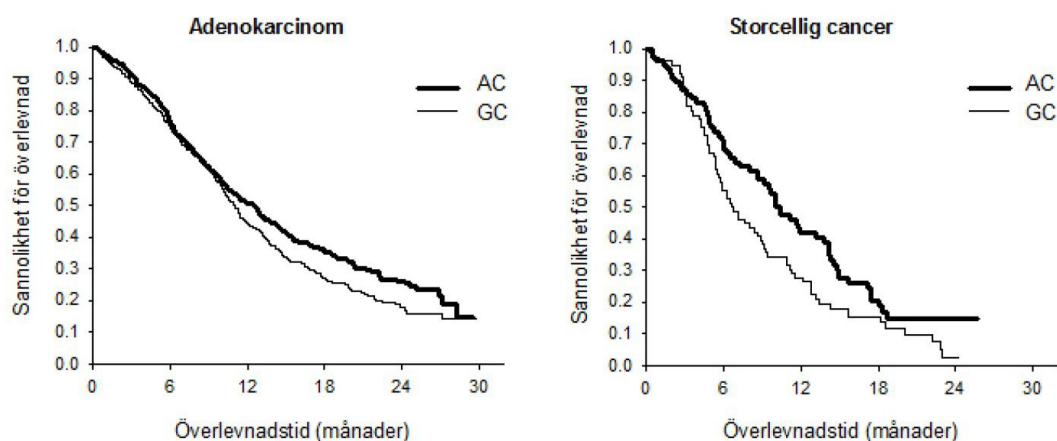 Adenokarcinom
Sannolikhet för överlevnad
1.0
0.9
0.8
0.7
0.6
0.5
0.4
0.3
0.2
0.1
0.0
AC
GC
0 6 12 18 24 30
Överlevnadstid (månader)
Storcellig cancer
Sannolikhet för överlevnad
1.0
0.9
0.8
0.7
0.6
0.5
0.4
0.3
0.2
0.1
0.0
AC
GC
0 6 12 18 24 30
Överlevnadstid (månader)